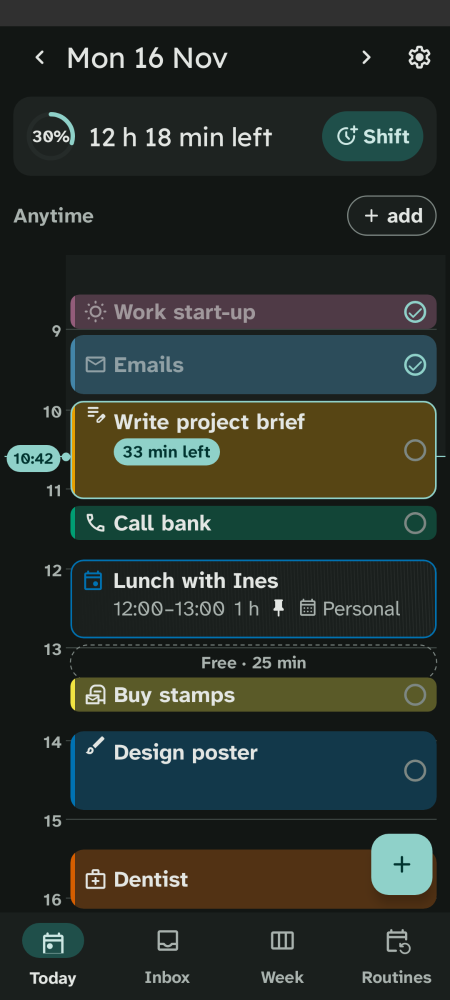 Mon 16 Nov
30%
12 h 18 min left
Shift
Anytime
+ add
Work start-up
9
Emails
10
Write project brief
33 min left
10:42
11
Call bank
12
Lunch with Ines
12:00–13:00 1 h Personal
13
Free · 25 min
Buy stamps
14
Design poster
15
Dentist
16
Today
Inbox
Week
Routines